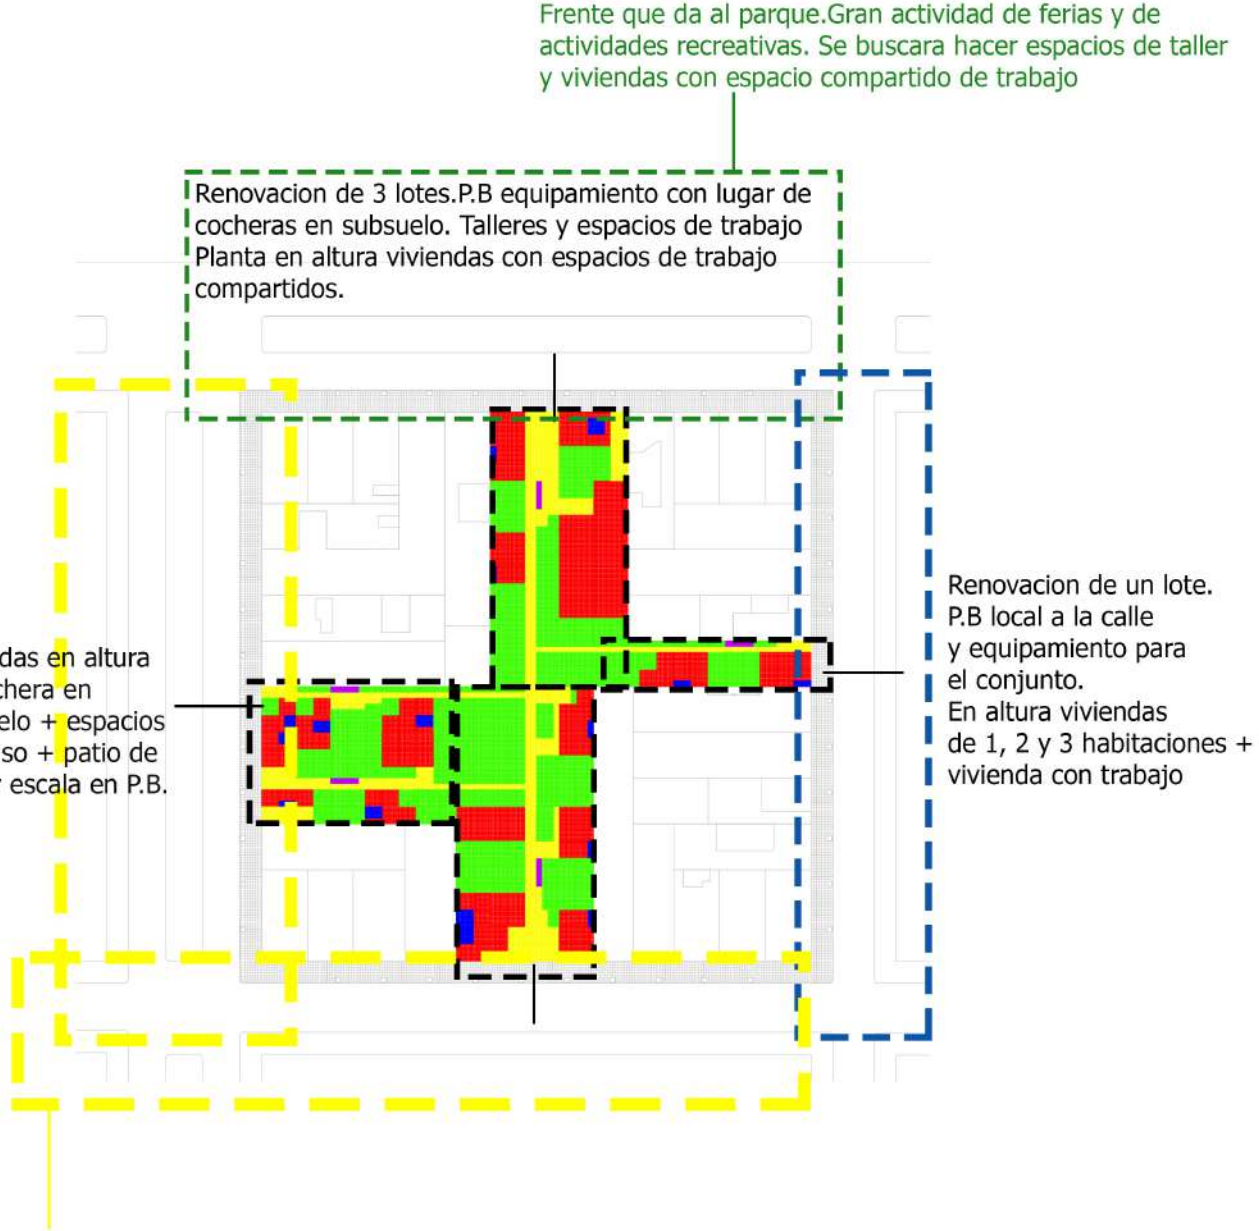 Frente que da al parque.Gran actividad de ferias y de
actividades recreativas. Se buscara hacer espacios de taller
y viviendas con espacio compartido de trabajo
Renovacion de 3 lotes.P.B equipamiento con lugar de
cocheras en subsuelo. Talleres y espacios de trabajo
Planta en altura viviendas con espacios de trabajo
compartidos.
Renovacion de un lote.
P.B local a la calle
y equipamiento para
el conjunto.
En altura viviendas
de 1, 2 y 3 habitaciones +
vivienda con trabajo
das en altura
chera en
elo + espacios
so + patio de
escala en P.B.